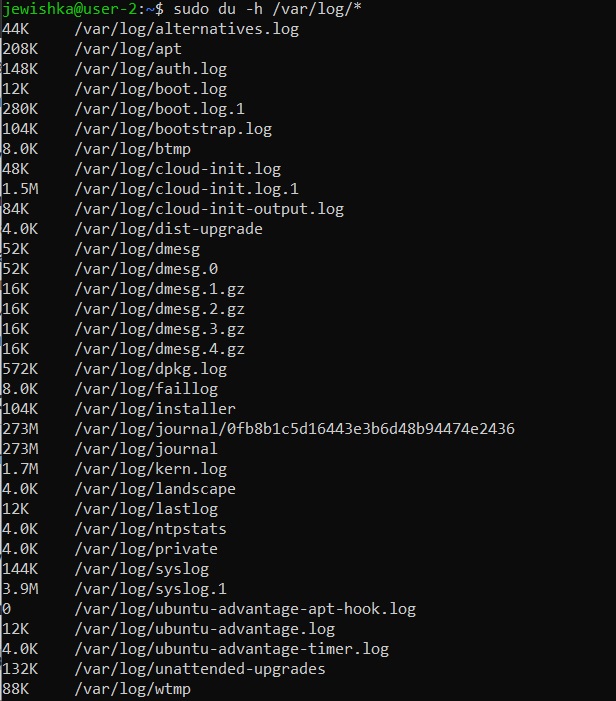 jewishka@user-2:~$ sudo du -h /var/log/*
44K     /var/log/alternatives.log
208K    /var/log/apt
148K    /var/log/auth.log
12K     /var/log/boot.log
280K    /var/log/boot.log.1
104K    /var/log/bootstrap.log
8.0K    /var/log/btmp
48K     /var/log/cloud-init.log
1.5M    /var/log/cloud-init.log.1
84K     /var/log/cloud-init-output.log
4.0K    /var/log/dist-upgrade
52K     /var/log/dmesg
52K     /var/log/dmesg.0
16K     /var/log/dmesg.1.gz
16K     /var/log/dmesg.2.gz
16K     /var/log/dmesg.3.gz
16K     /var/log/dmesg.4.gz
572K    /var/log/dpkg.log
8.0K    /var/log/faillog
104K    /var/log/installer
273M    /var/log/journal/0fb8b1c5d16443e3b6d48b94474e2436
273M    /var/log/journal
1.7M    /var/log/kern.log
4.0K    /var/log/landscape
12K     /var/log/lastlog
4.0K    /var/log/ntpstats
4.0K    /var/log/private
144K    /var/log/syslog
3.9M    /var/log/syslog.1
0       /var/log/ubuntu-advantage-apt-hook.log
12K     /var/log/ubuntu-advantage.log
4.0K    /var/log/ubuntu-advantage-timer.log
132K    /var/log/unattended-upgrades
88K     /var/log/wtmp